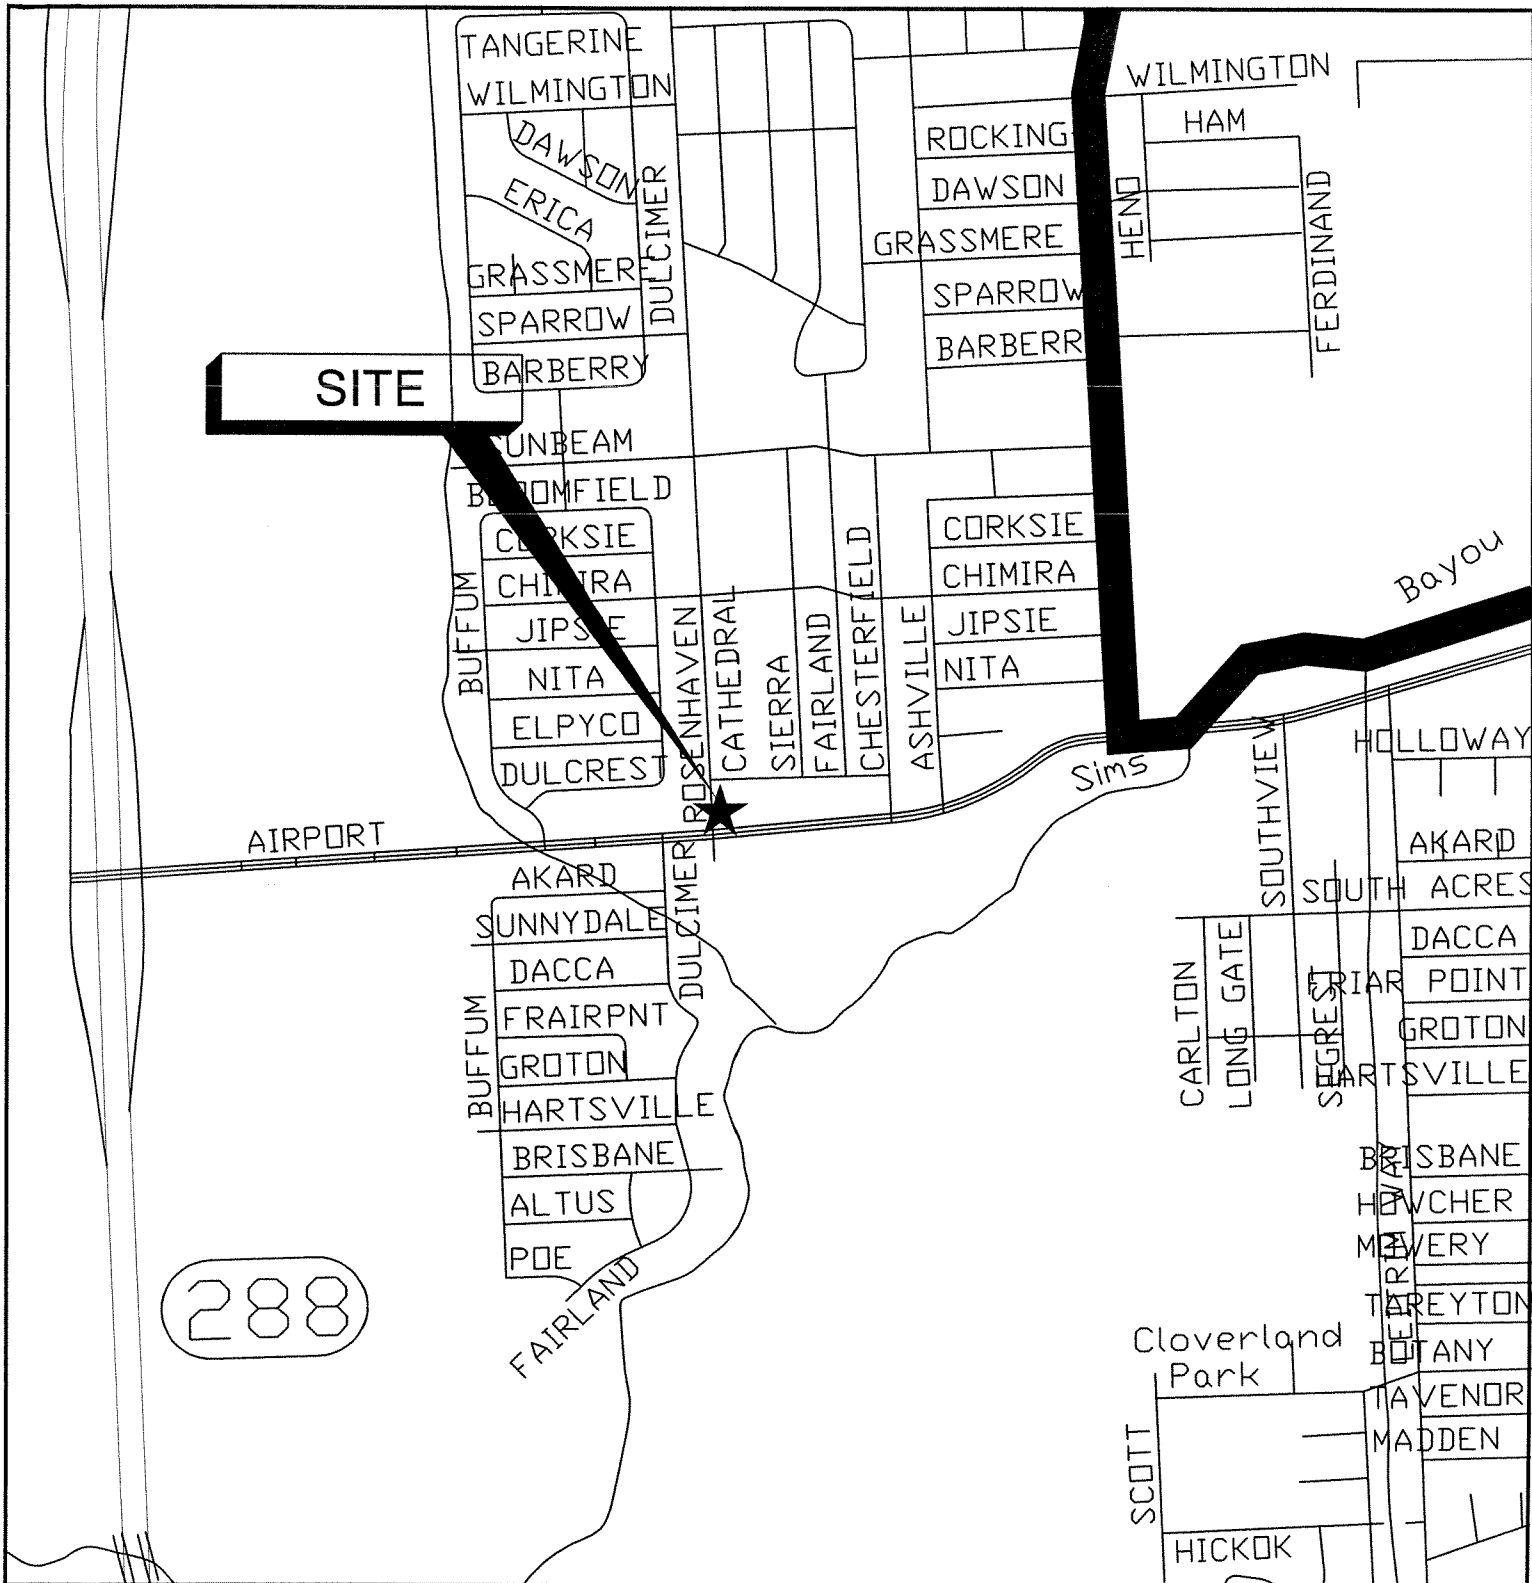 TANGERINE
WILMINGTON
DAWSON
ERICA
GRASSMERE
SPARROW
BARBERRY
DULCIMER
SITE
SUNBEAM
BLOOMFIELD
CORKSIE
CHIMIRA
JIPSIE
NITA
ELPYCO
DULCREST
BUFFUM
ROSENHAVEN
CATHEDRAL
SIERRA
FAIRLAND
CHESTERFIELD
ASHVILLE
WILMINGTON
HAM
ROCKING
DAWSON
GRASSMERE
SPARROW
BARBERR
HENO
FERDINAND
CORKSIE
CHIMIRA
JIPSIE
NITA
Bayou
Sims
AIRPORT
AKARD
SUNNYDALE
DACCA
FRAIRPNT
GROTON
HARTSVILLE
BRISBANE
ALTUS
POE
BUFFUM
DULCIMER
FAIRLAND
288
HOLLOWAY
SOUTHVIEW
AKARD
SOUTH ACRES
DACCA
FRIAR POINT
GROTON
HARTSVILLE
CARLTON
LONG GATE
SEGREST
BRISBANE
HOWCHER
MOWERY
TAREYTON
BOTANY
TAVENOR
MADDEN
Cloverland
Park
SCOTT
HICKOK